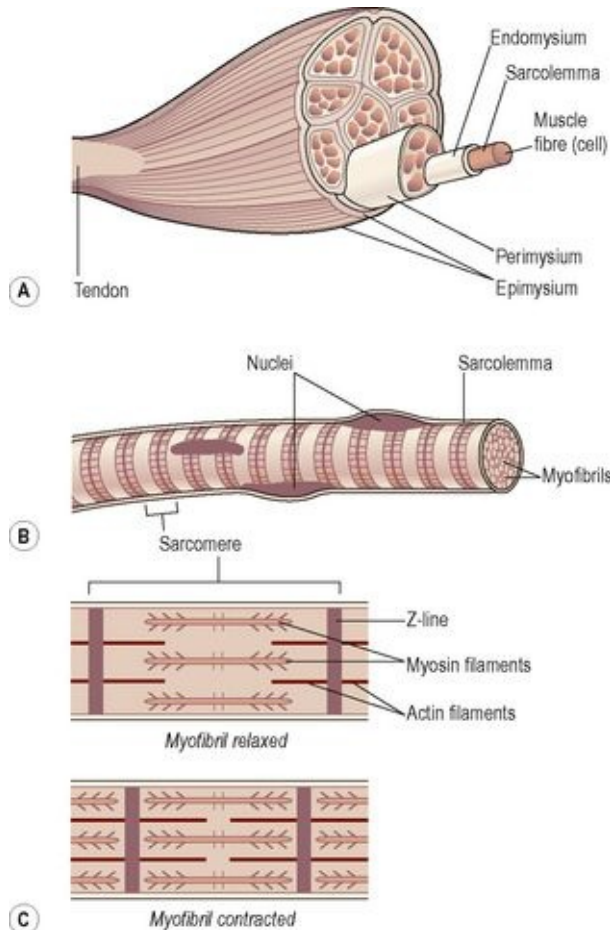 Endomysium
Sarcolemma
Muscle
fibre (cell)
Perimysium
Epimysium
Tendon
A
Nuclei
Sarcolemma
Myofibrils
B
Sarcomere
Z-line
Myosin filaments
Actin filaments
Myofibril relaxed
C
Myofibril contracted